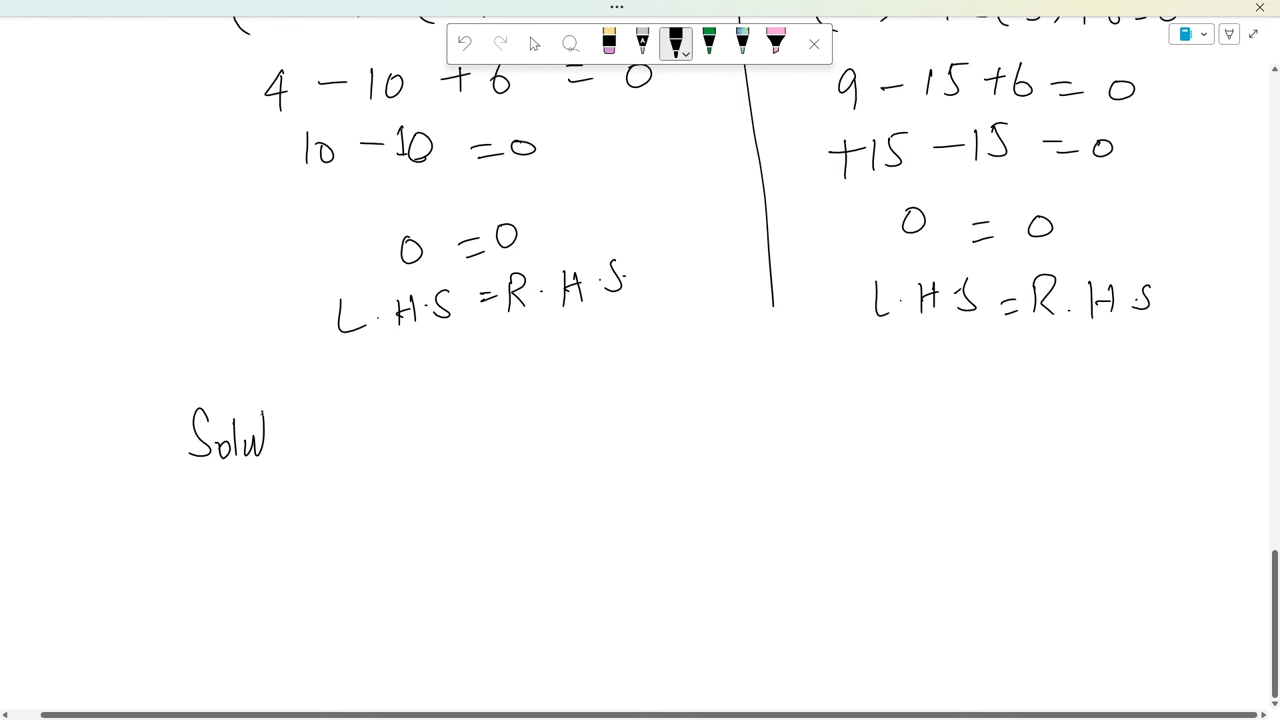 4 - 10 + 6 = 0
10 - 10 = 0
0 = 0
L.H.S = R.H.S.
9 - 15 + 6 = 0
+15 - 15 = 0
0 = 0
L.H.S = R.H.S
Solu